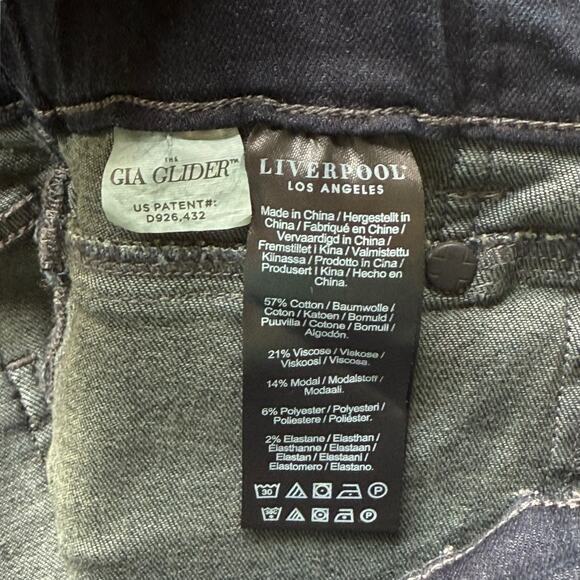 THE
GIA GLIDER™
US PATENT#:
D926,432
LIVERPOOL
LOS ANGELES
Made in China / Hergestellt in
China / Fabriqué en Chine /
Vervaardigd in China /
Fremstillet i Kina / Valmistettu
Kiinassa / Prodotto in Cina /
Produsert i Kina / Hecho en
China.
57% Cotton / Baumwolle /
Coton / Katoen / Bomuld /
Puuvilla / Cotone / Bomull /
Algodón.
21% Viscose / Viskose /
Viskoosi / Viscosa.
14% Modal / Modalstoff /
Modaali.
6% Polyester / Polyesteri /
Poliestere / Poliéster.
2% Elastane / Elasthan /
Élasthanne / Elastaan /
Elastan / Elastaani /
Elastomero / Elastano.
30 P
P